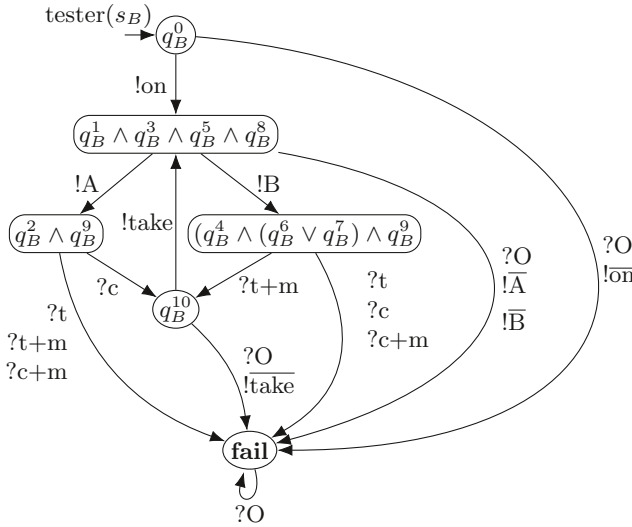 tester(s_B)
q_B^0
!on
q_B^1 ∧ q_B^3 ∧ q_B^5 ∧ q_B^8
!A
!take
!B
q_B^2 ∧ q_B^9
(q_B^4 ∧ (q_B^6 ∨ q_B^7) ∧ q_B^9
?O
!A̅
!B̅
?O
!o̅n̅
?c
?t+m
?t
?t+m
?c+m
q_B^10
?t
?c
?c+m
?O
!t̅a̅k̅e̅
fail
?O